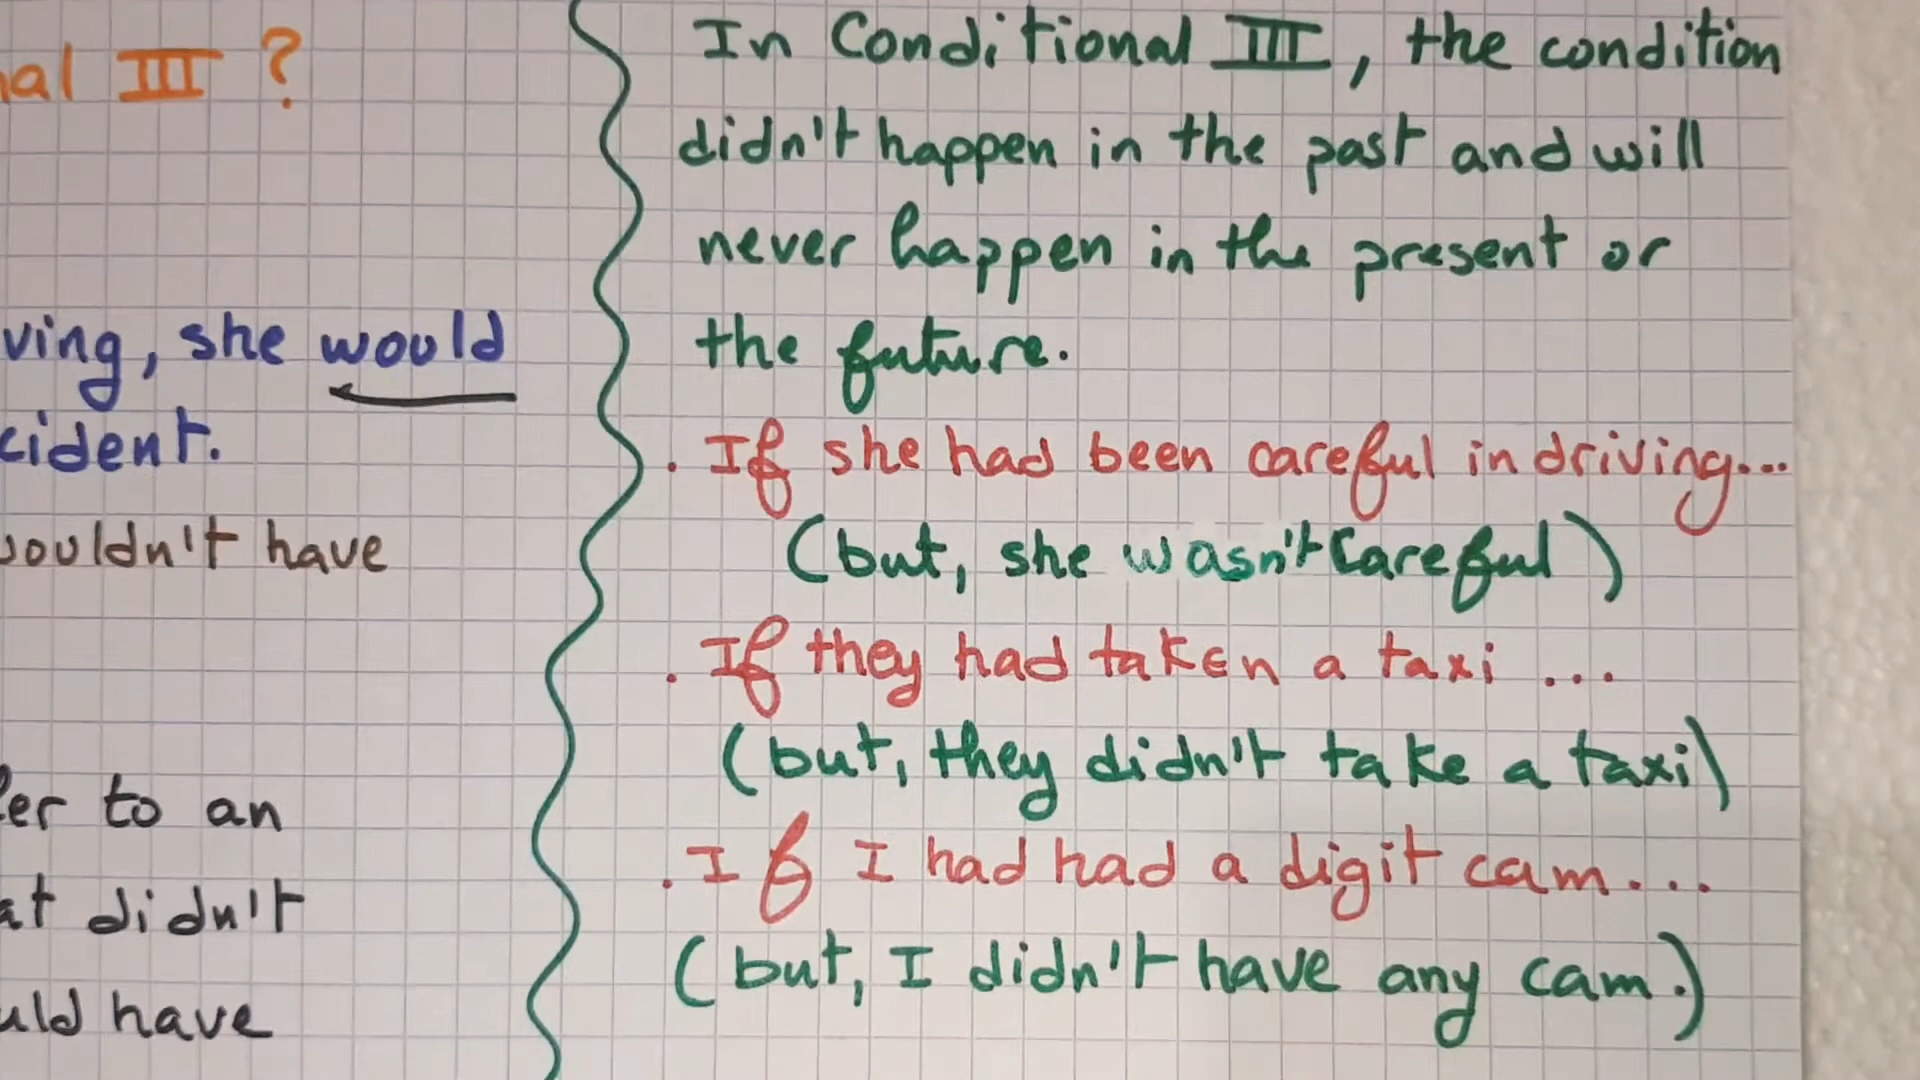 III ?
ving, she would
cident.
wouldn't have
er to an
at didn't
uld have
In Conditional III, the condition
didn't happen in the past and will
never happen in the present or
the future.
. If she had been careful in driving...
(but, she wasn't careful)
. If they had taken a taxi ...
(but, they didn't take a taxi)
. If I had had a digit cam...
(but, I didn't have any cam.)